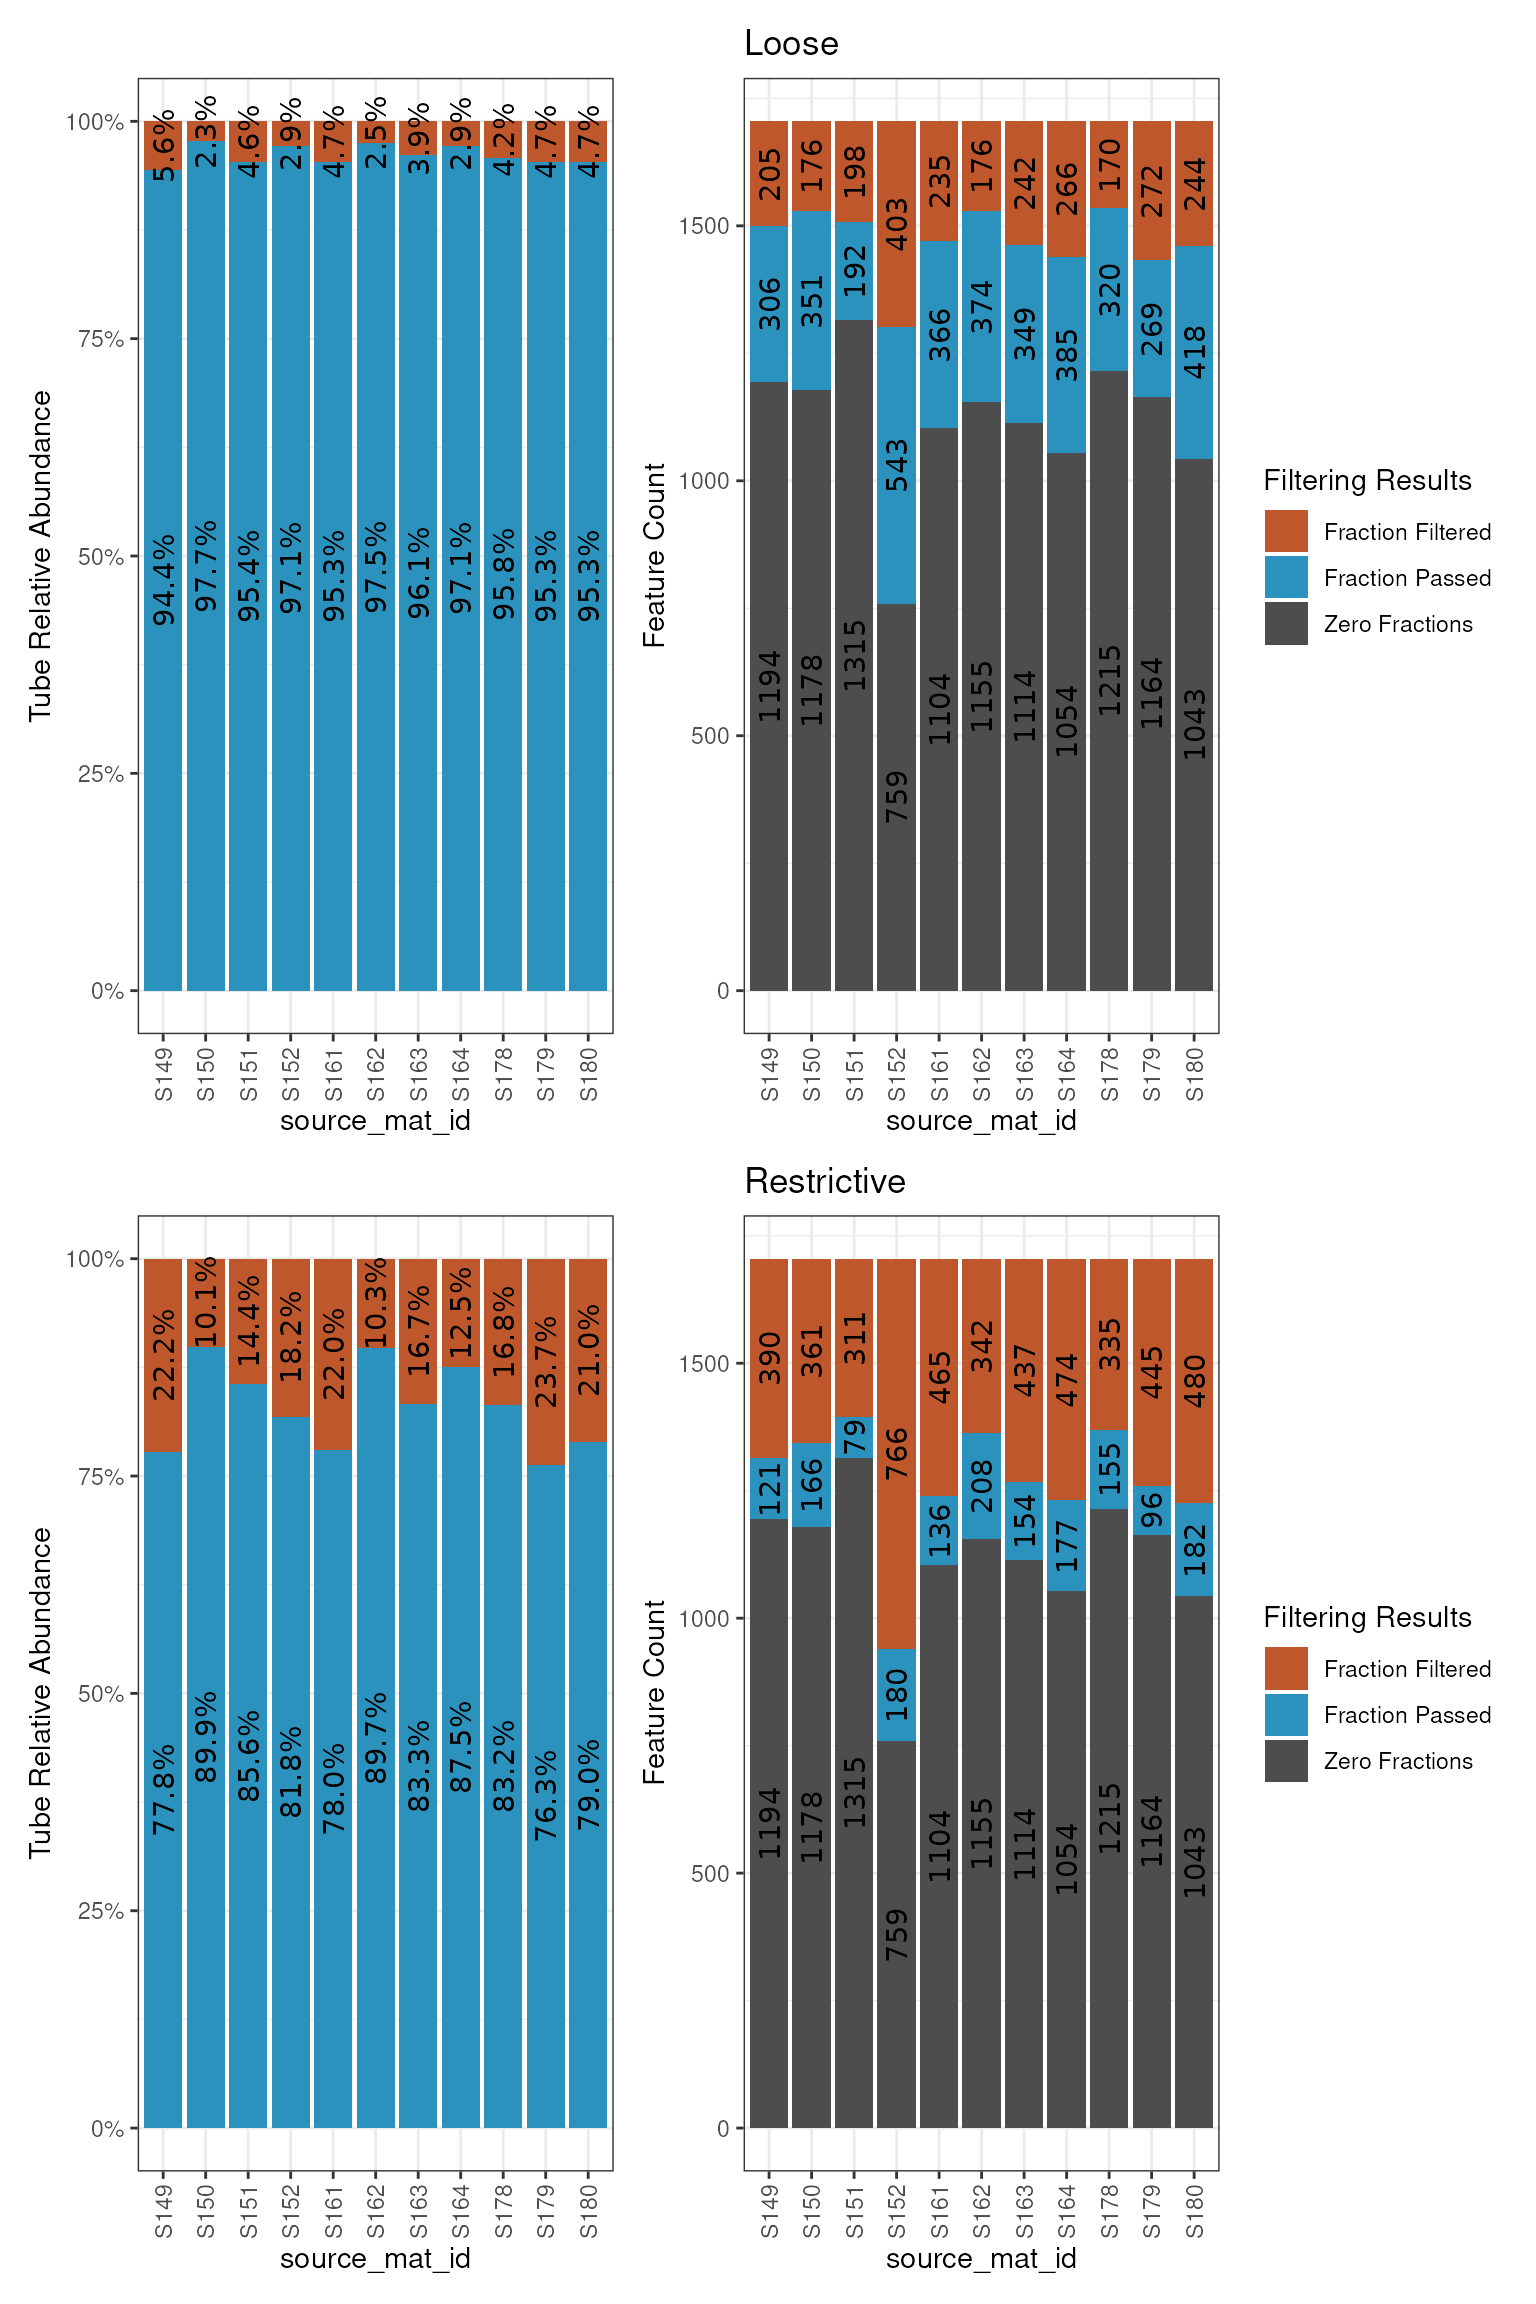 Loose
Tube Relative Abundance
100%
75%
50%
25%
0%
5.6% 2.3% 4.6% 2.9% 4.7% 2.5% 3.9% 2.9% 4.2% 4.7% 4.7%
94.4% 97.7% 95.4% 97.1% 95.3% 97.5% 96.1% 97.1% 95.8% 95.3% 95.3%
S149 S150 S151 S152 S161 S162 S163 S164 S178 S179 S180
source_mat_id
Feature Count
1500
1000
500
0
205 176 198 403 235 176 242 266 170 272 244
306 351 192 543 366 374 349 385 320 269 418
1194 1178 1315 759 1104 1155 1114 1054 1215 1164 1043
S149 S150 S151 S152 S161 S162 S163 S164 S178 S179 S180
source_mat_id
Filtering Results
Fraction Filtered
Fraction Passed
Zero Fractions
Restrictive
Tube Relative Abundance
100%
75%
50%
25%
0%
22.2% 10.1% 14.4% 18.2% 22.0% 10.3% 16.7% 12.5% 16.8% 23.7% 21.0%
77.8% 89.9% 85.6% 81.8% 78.0% 89.7% 83.3% 87.5% 83.2% 76.3% 79.0%
S149 S150 S151 S152 S161 S162 S163 S164 S178 S179 S180
source_mat_id
Feature Count
1500
1000
500
0
390 361 311 766 465 342 437 474 335 445 480
121 166 79 180 136 208 154 177 155 96 182
1194 1178 1315 759 1104 1155 1114 1054 1215 1164 1043
S149 S150 S151 S152 S161 S162 S163 S164 S178 S179 S180
source_mat_id
Filtering Results
Fraction Filtered
Fraction Passed
Zero Fractions